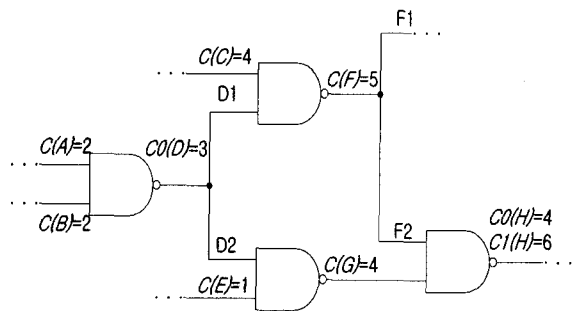 F1
C(C)=4
C(F)=5
D1
C(A)=2
C0(D)=3
C(B)=2
F2
C0(H)=4
C1(H)=6
D2
C(G)=4
C(E)=1